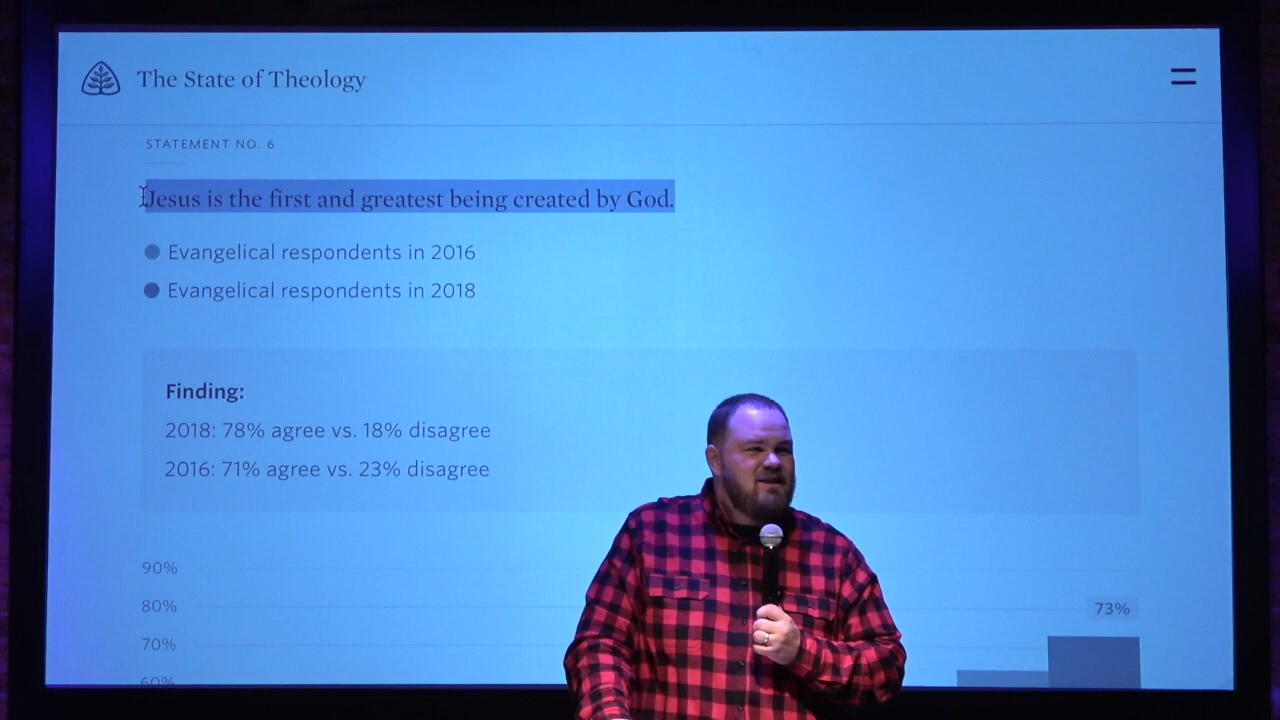 The State of Theology
STATEMENT NO. 6
Jesus is the first and greatest being created by God.
Evangelical respondents in 2016
Evangelical respondents in 2018
Finding:
2018: 78% agree vs. 18% disagree
2016: 71% agree vs. 23% disagree
90%
80%
73%
70%
60%